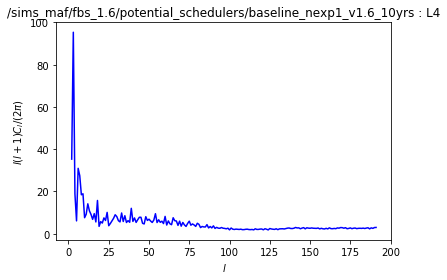 /sims_maf/fbs_1.6/potential_schedulers/baseline_nexp1_v1.6_10yrs : L4
100
80
60
40
20
0
l(l + 1)C_l/(2π)
0 25 50 75 100 125 150 175 200
l